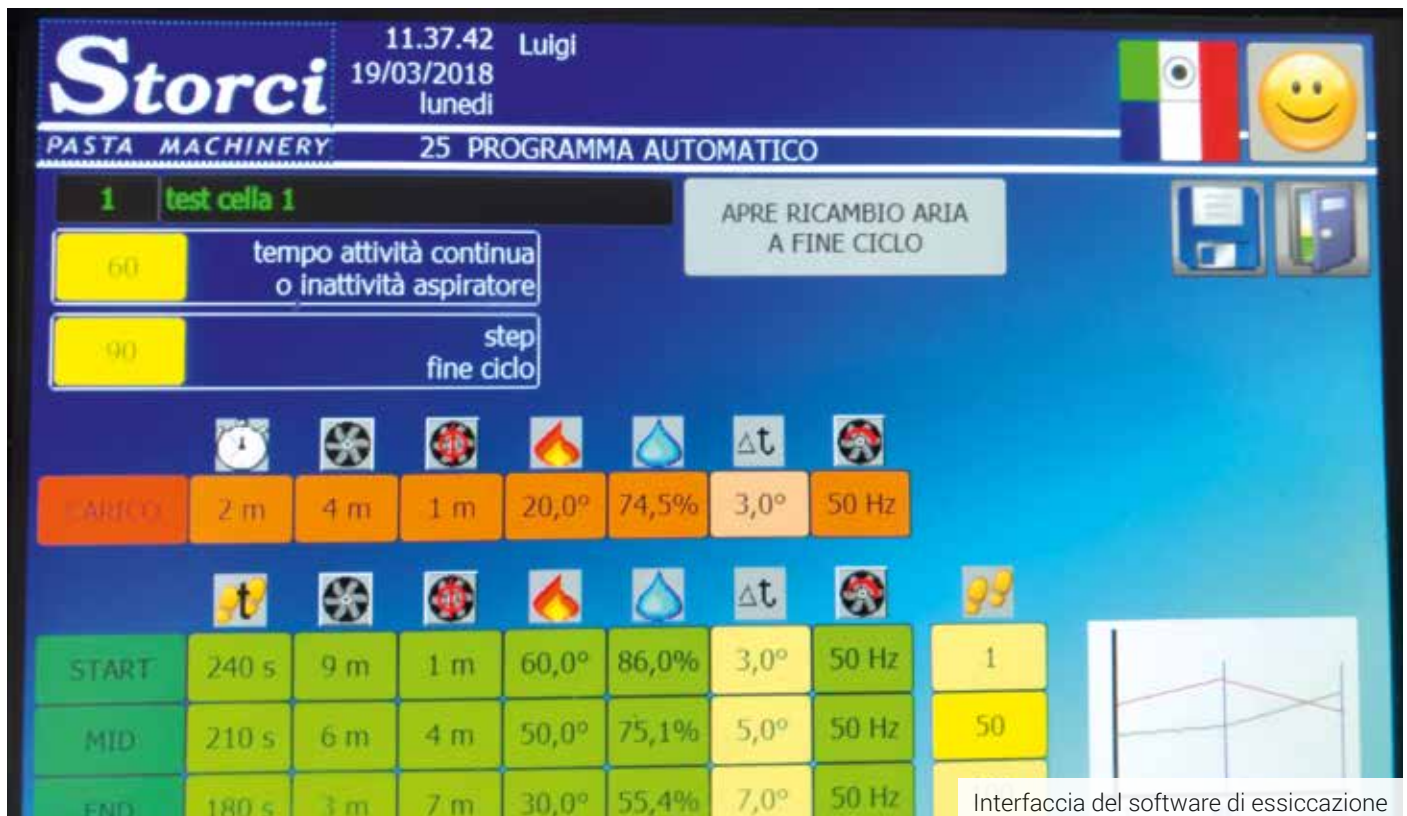 Storci
PASTA MACHINERY
11.37.42 Luigi
19/03/2018
lunedi
25 PROGRAMMA AUTOMATICO
1 test cella 1
APRE RICAMBIO ARIA
A FINE CICLO
60 tempo attività continua
o inattività aspiratore
90 step
fine ciclo
Δt
CARICO 2 m 4 m 1 m 20,0° 74,5% 3,0° 50 Hz
t Δt
START 240 s 9 m 1 m 60,0° 86,0% 3,0° 50 Hz 1
MID 210 s 6 m 4 m 50,0° 75,1% 5,0° 50 Hz 50
END 180 s 3 m 7 m 30,0° 55,4% 7,0° 50 Hz
Interfaccia del software di essiccazione